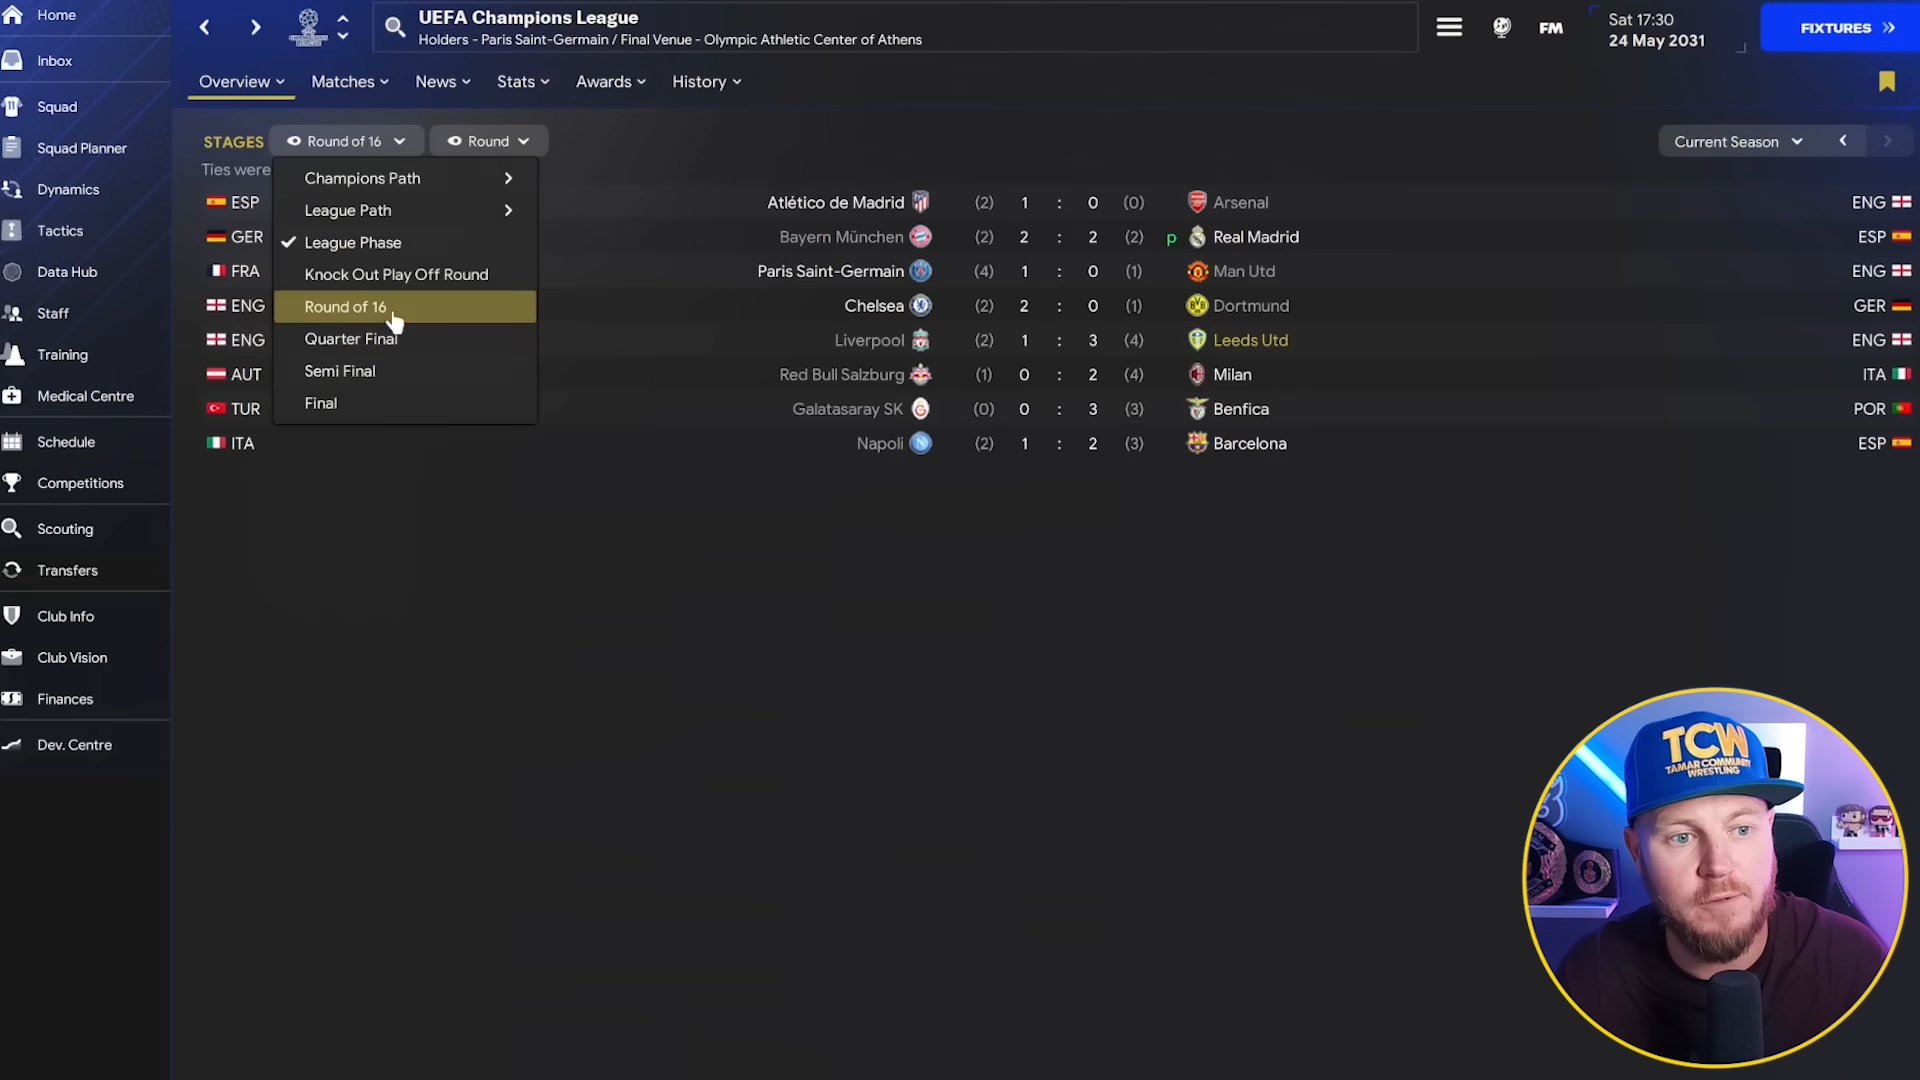 Home
Inbox
Squad
Squad Planner
Dynamics
Tactics
Data Hub
Staff
Training
Medical Centre
Schedule
Competitions
Scouting
Transfers
Club Info
Club Vision
Finances
Dev. Centre
UEFA Champions League
Holders - Paris Saint-Germain / Final Venue - Olympic Athletic Center of Athens
FM
Sat 17:30
24 May 2031
FIXTURES
Overview
Matches
News
Stats
Awards
History
STAGES
Round of 16
Round
Current Season
Ties were
Champions Path
League Path
League Phase
Knock Out Play Off Round
Round of 16
Quarter Final
Semi Final
Final
ESP Atlético de Madrid (2) 1 : 0 (0) Arsenal ENG
GER Bayern München (2) 2 : 2 (2) p Real Madrid ESP
FRA Paris Saint-Germain (4) 1 : 0 (1) Man Utd ENG
ENG Chelsea (2) 2 : 0 (1) Dortmund GER
ENG Liverpool (2) 1 : 3 (4) Leeds Utd ENG
AUT Red Bull Salzburg (1) 0 : 2 (4) Milan ITA
TUR Galatasaray SK (0) 0 : 3 (3) Benfica POR
ITA Napoli (2) 1 : 2 (3) Barcelona ESP
TCW
TAMAR COMMUNITY
WRESTLING